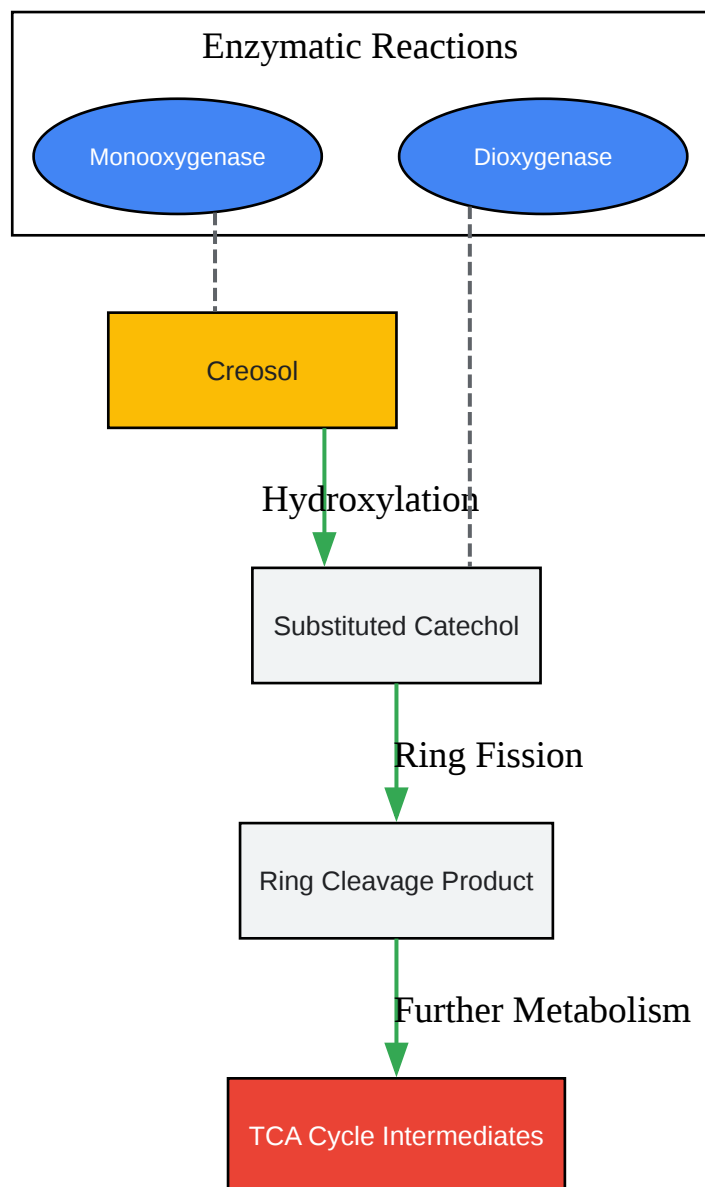 Enzymatic Reactions
Monooxygenase
Dioxygenase
Creosol
Hydroxylation
Substituted Catechol
Ring Fission
Ring Cleavage Product
Further Metabolism
TCA Cycle Intermediates